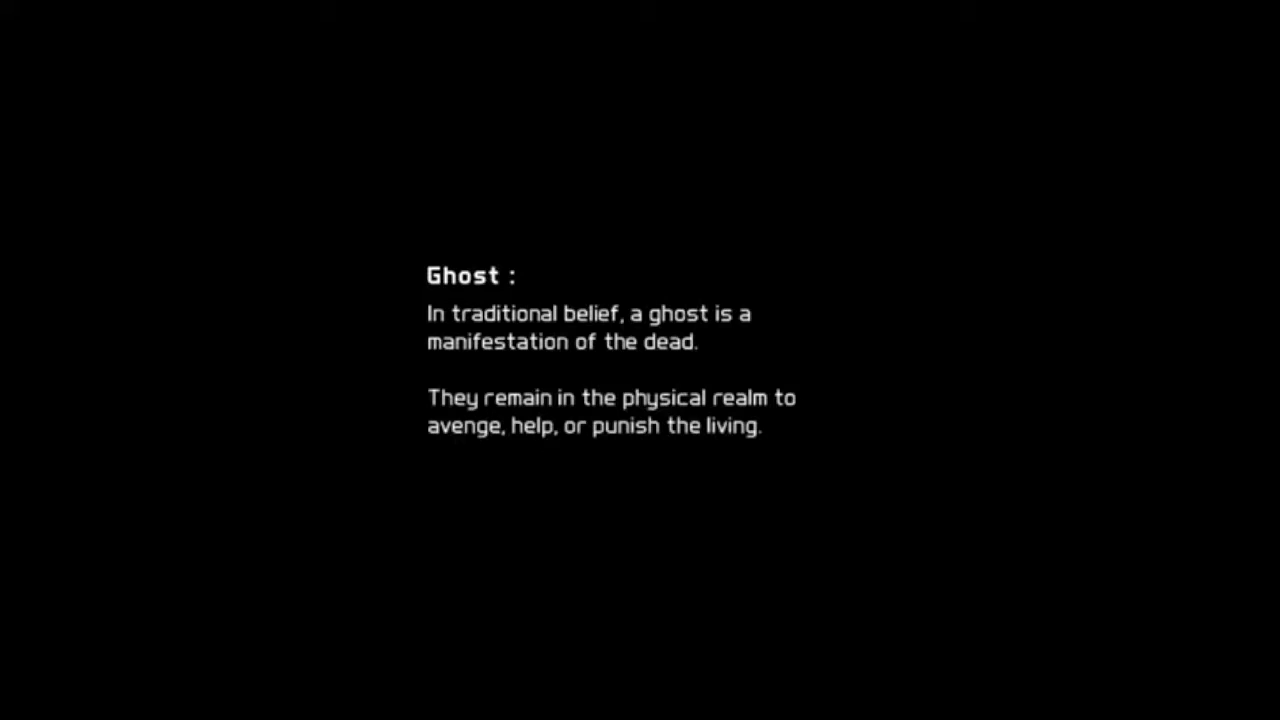 Ghost :
In traditional belief, a ghost is a
manifestation of the dead.
They remain in the physical realm to
avenge, help, or punish the living.